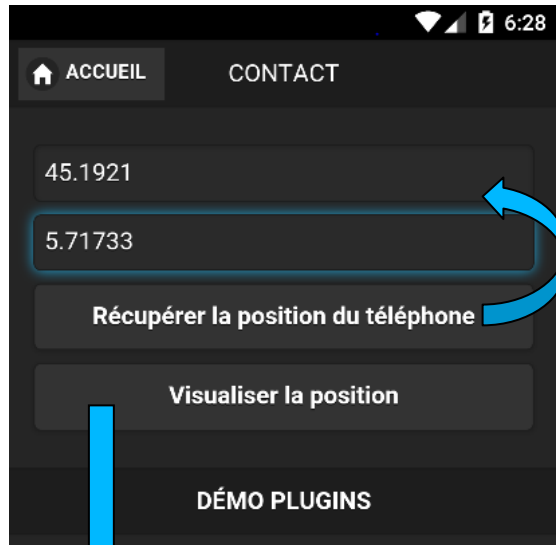 6:28
ACCUEIL CONTACT
45.1921
5.71733
Récupérer la position du téléphone
Visualiser la position
DÉMO PLUGINS